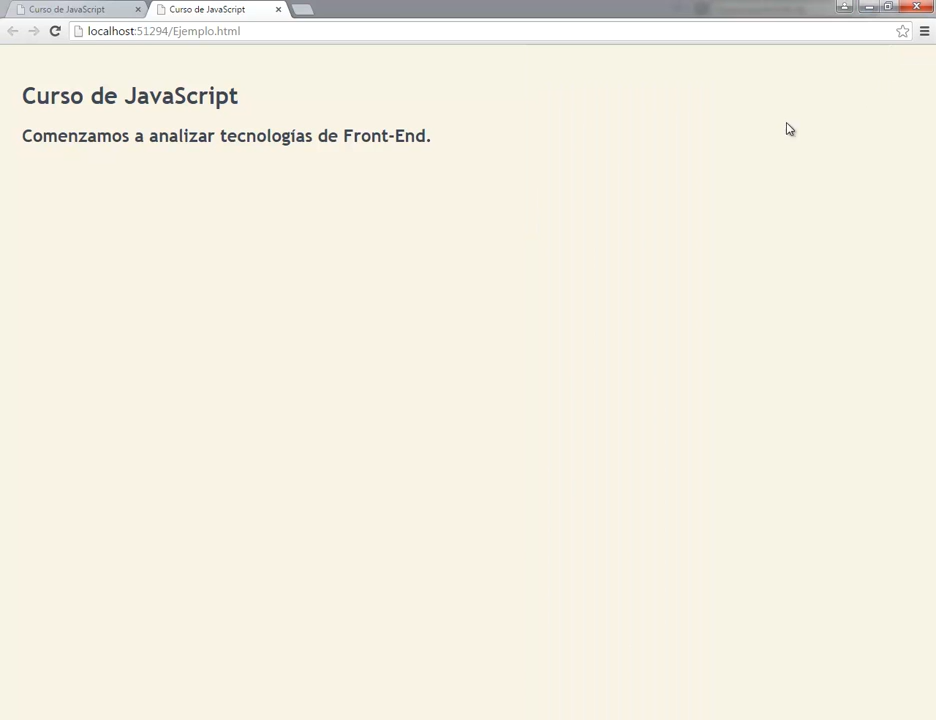 Curso de JavaScript
Curso de JavaScript
localhost:51294/Ejemplo.html
Curso de JavaScript
Comenzamos a analizar tecnologías de Front-End.